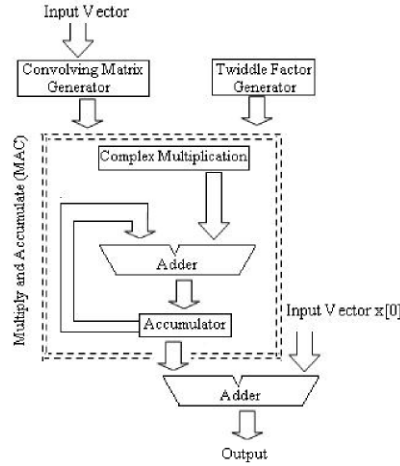 Input Vector
Convolving Matrix
Generator
Twiddle Factor
Generator
Multiply and Accumulate (MAC)
Complex Multiplication
Adder
Accumulator
Input Vector x[0]
Adder
Output